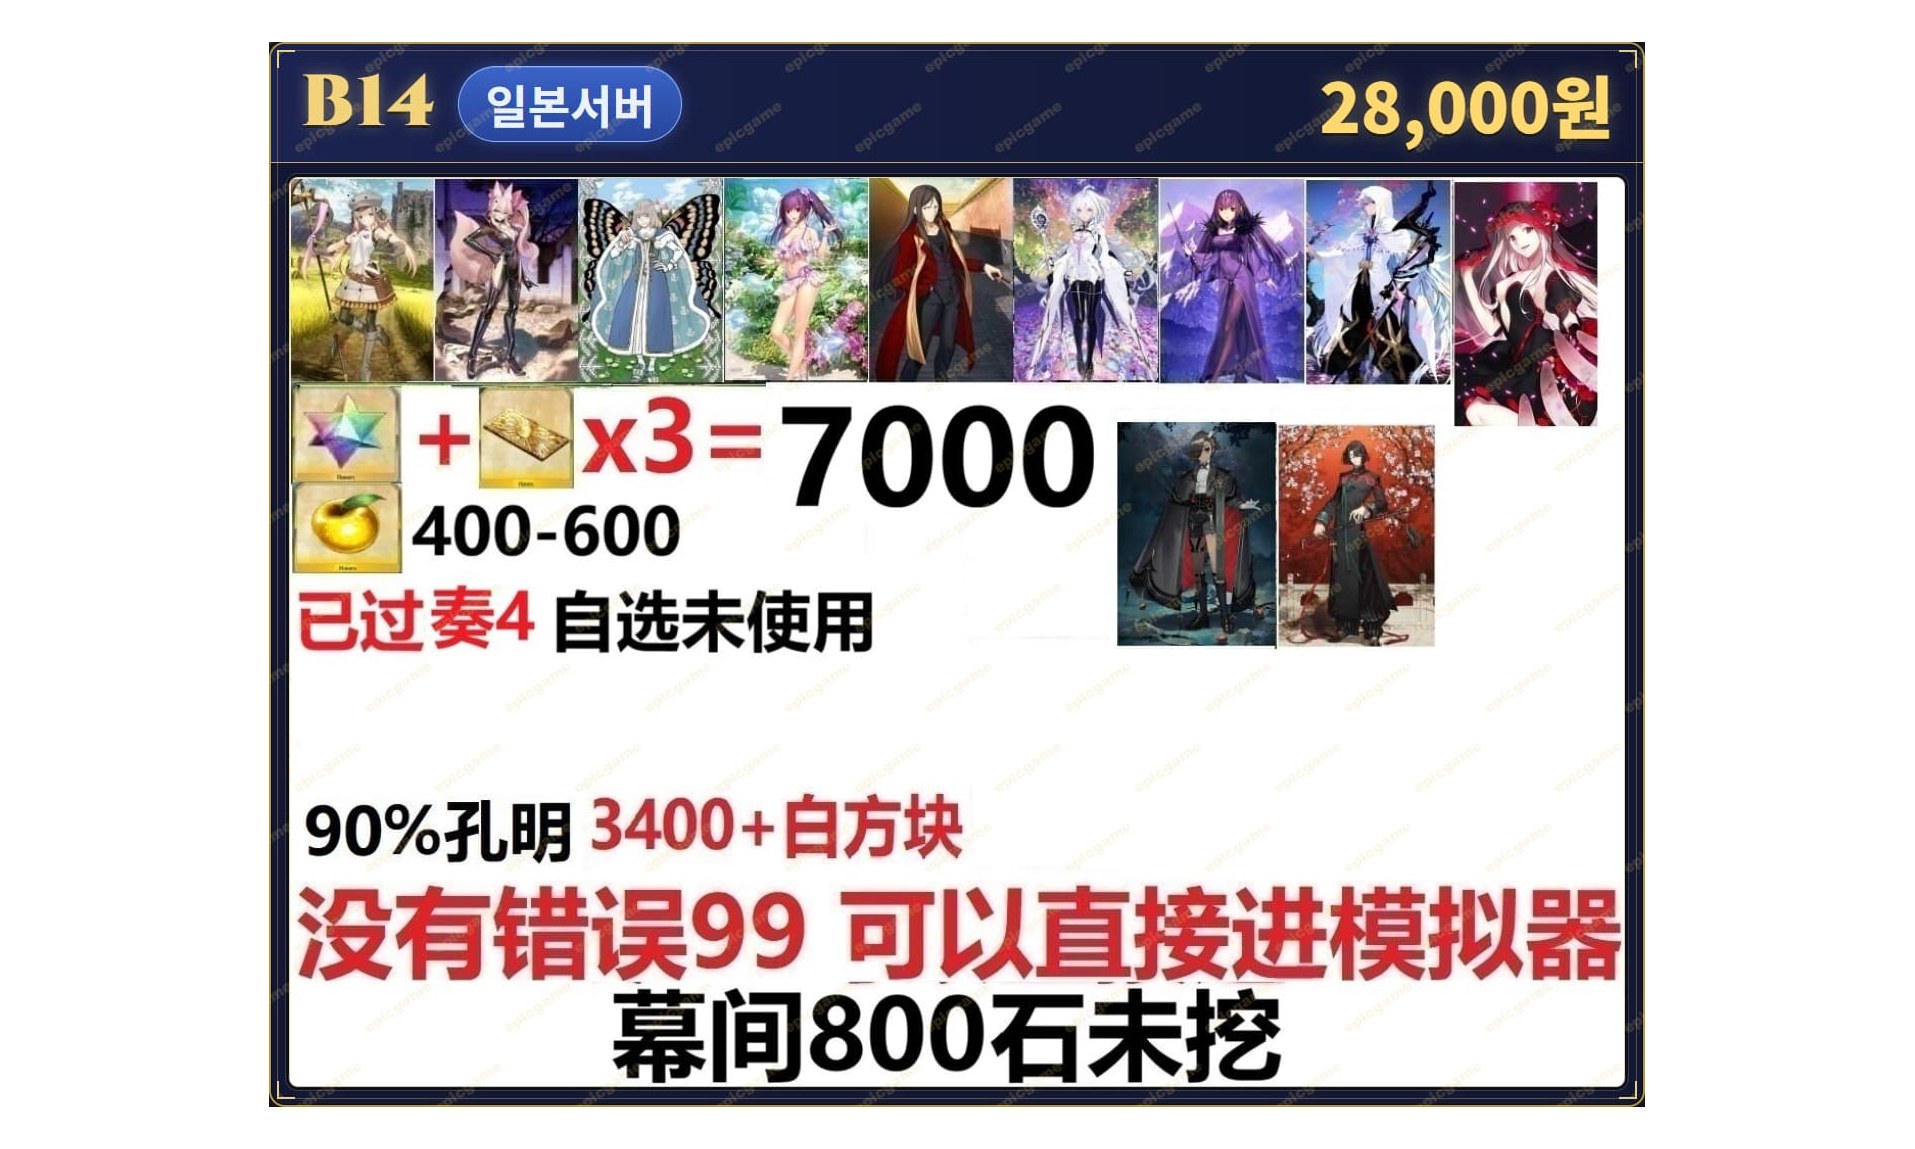 B14 일본서버 28,000원
+ x3= 7000
400-600
已过奏4 自选未使用
90%孔明 3400+白方块
没有错误99 可以直接进模拟器
幕间800石未挖
epicgame